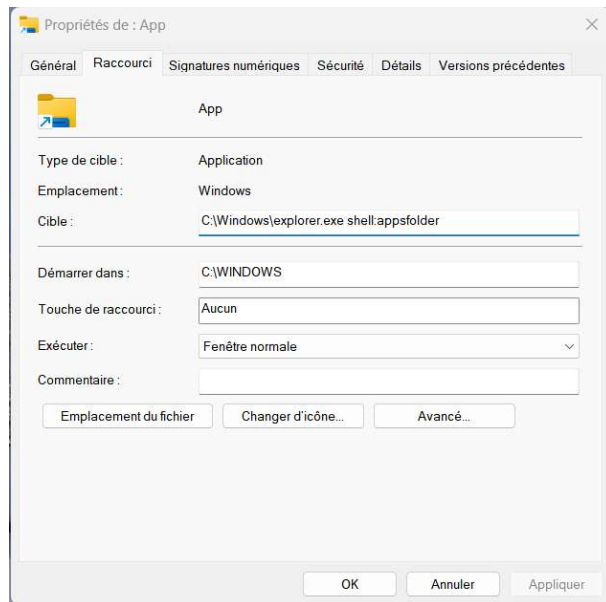 Propriétés de : App
Général Raccourci Signatures numériques Sécurité Détails Versions précédentes
App
Type de cible : Application
Emplacement : Windows
Cible : C:\Windows\explorer.exe shell:appsfolder
Démarrer dans : C:\WINDOWS
Touche de raccourci : Aucun
Exécuter : Fenêtre normale
Commentaire :
Emplacement du fichier Changer d'icône... Avancé...
OK Annuler Appliquer